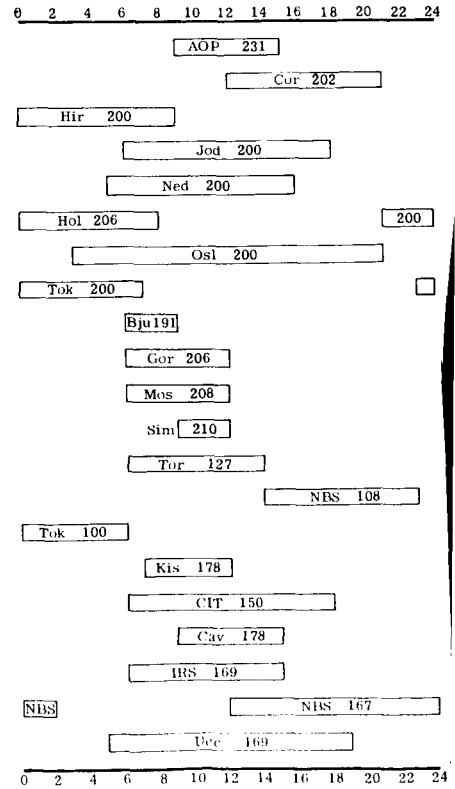 0 2 4 6 8 10 12 14 16 18 20 22 24
AOP 231
Cor 202
Hir 200
Jod 200
Ned 200
Hol 206 200
Osl 200
Tok 200
Bju191
Gor 206
Mos 208
Sim 210
Tor 127
NBS 108
Tok 100
Kis 178
CIT 150
Cav 178
IRS 169
NBS NBS 167
Ucc 169
0 2 4 6 8 10 12 14 16 18 20 22 24